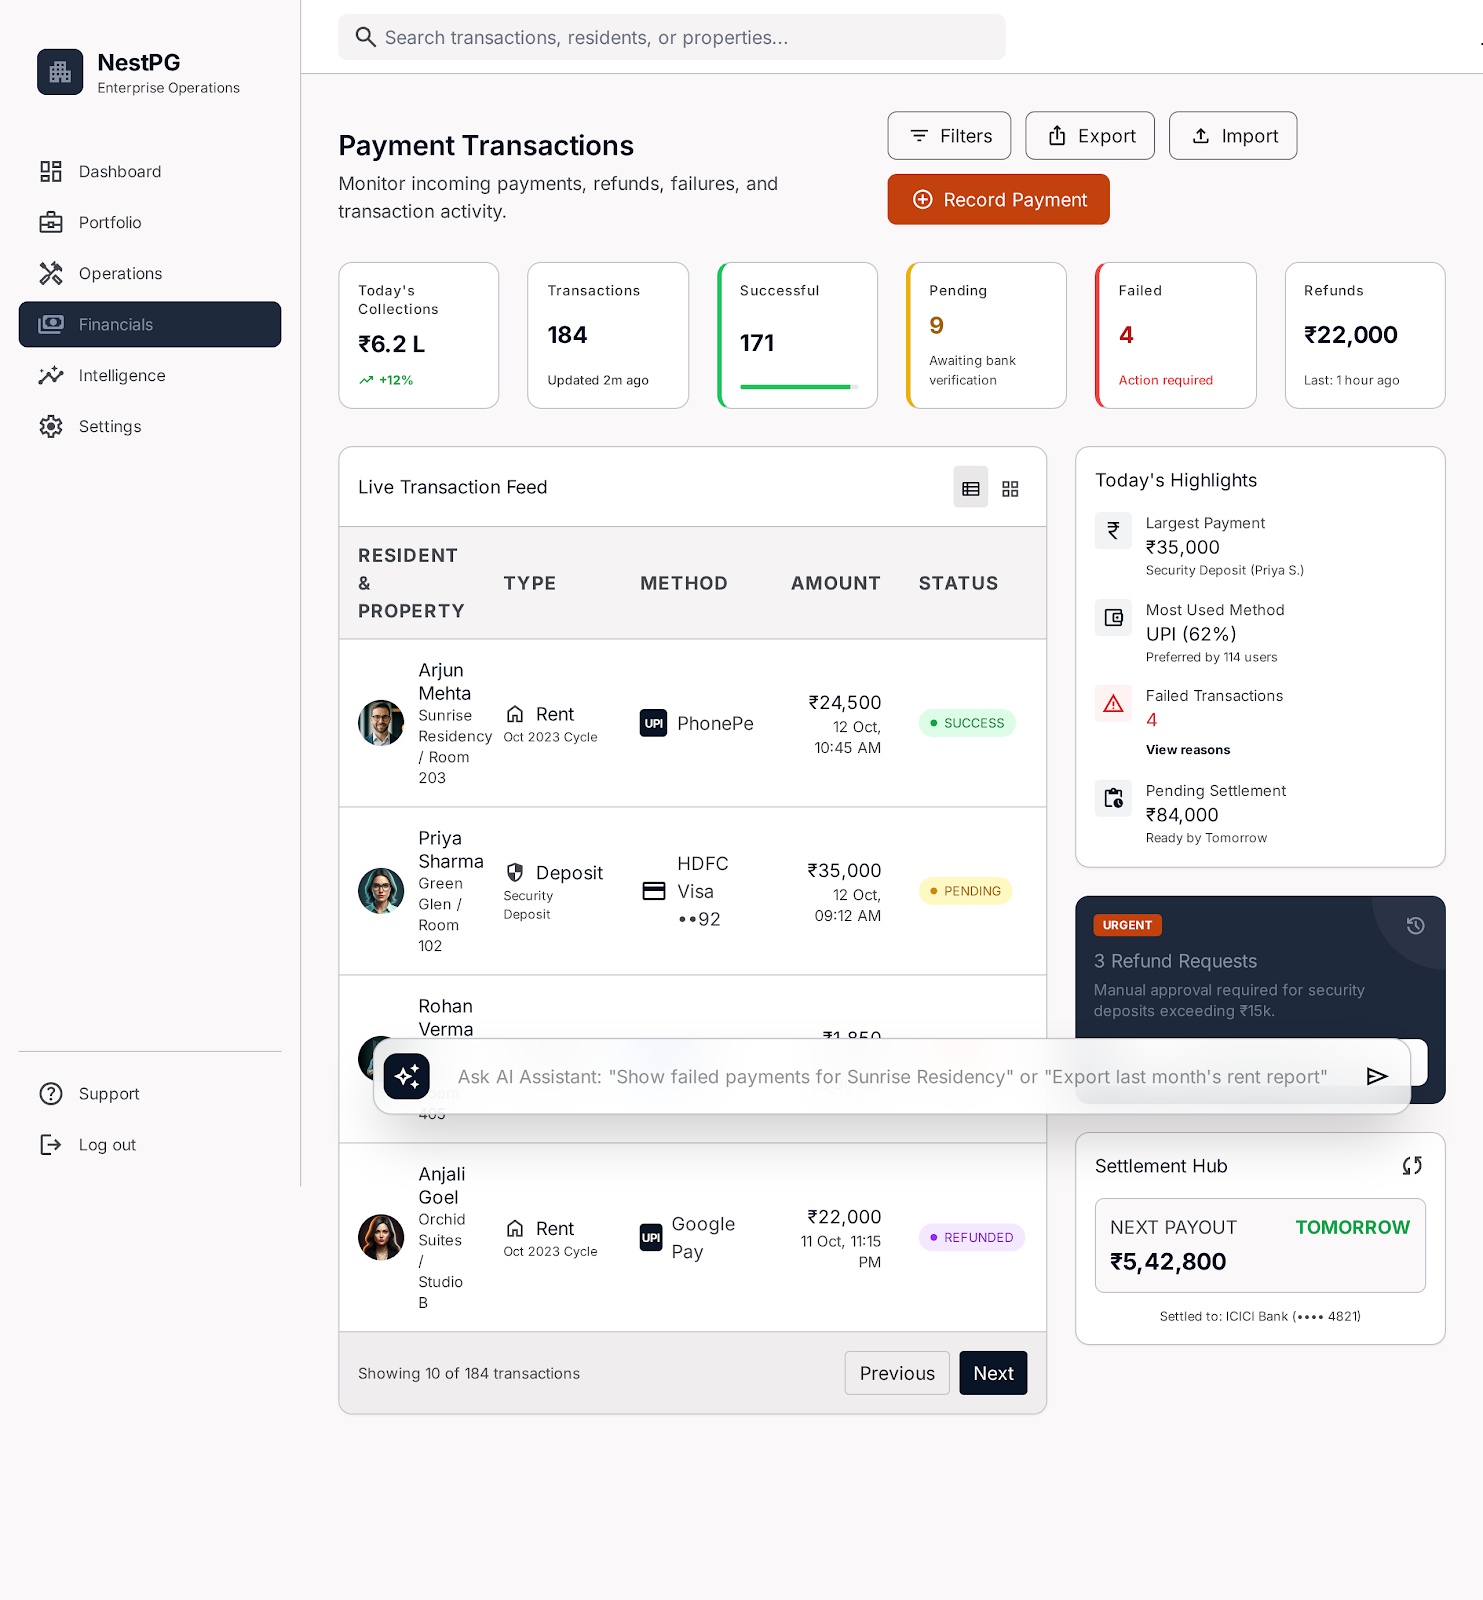 NestPG
Enterprise Operations
Dashboard
Portfolio
Operations
Financials
Intelligence
Settings
Support
Log out
Search transactions, residents, or properties...
Payment Transactions
Monitor incoming payments, refunds, failures, and
transaction activity.
Filters
Export
Import
Record Payment
Today's
Collections
₹6.2 L
+12%
Transactions
184
Updated 2m ago
Successful
171
Pending
9
Awaiting bank
verification
Failed
4
Action required
Refunds
₹22,000
Last: 1 hour ago
Live Transaction Feed
RESIDENT
&
PROPERTY
TYPE
METHOD
AMOUNT
STATUS
Arjun
Mehta
Sunrise
Residency
/ Room
203
Rent
Oct 2023 Cycle
UPI
PhonePe
₹24,500
12 Oct,
10:45 AM
SUCCESS
Priya
Sharma
Green
Glen /
Room
102
Deposit
Security
Deposit
HDFC
Visa
••92
₹35,000
12 Oct,
09:12 AM
PENDING
Rohan
Verma
₹1,850
Room
405
Ask AI Assistant: "Show failed payments for Sunrise Residency" or "Export last month's rent report"
Anjali
Goel
Orchid
Suites
/
Studio
B
Rent
Oct 2023 Cycle
UPI
Google
Pay
₹22,000
11 Oct, 11:15
PM
REFUNDED
Showing 10 of 184 transactions
Previous
Next
Today's Highlights
₹
Largest Payment
₹35,000
Security Deposit (Priya S.)
Most Used Method
UPI (62%)
Preferred by 114 users
Failed Transactions
4
View reasons
Pending Settlement
₹84,000
Ready by Tomorrow
URGENT
3 Refund Requests
Manual approval required for security
deposits exceeding ₹15k.
Settlement Hub
NEXT PAYOUT
TOMORROW
₹5,42,800
Settled to: ICICI Bank (•••• 4821)